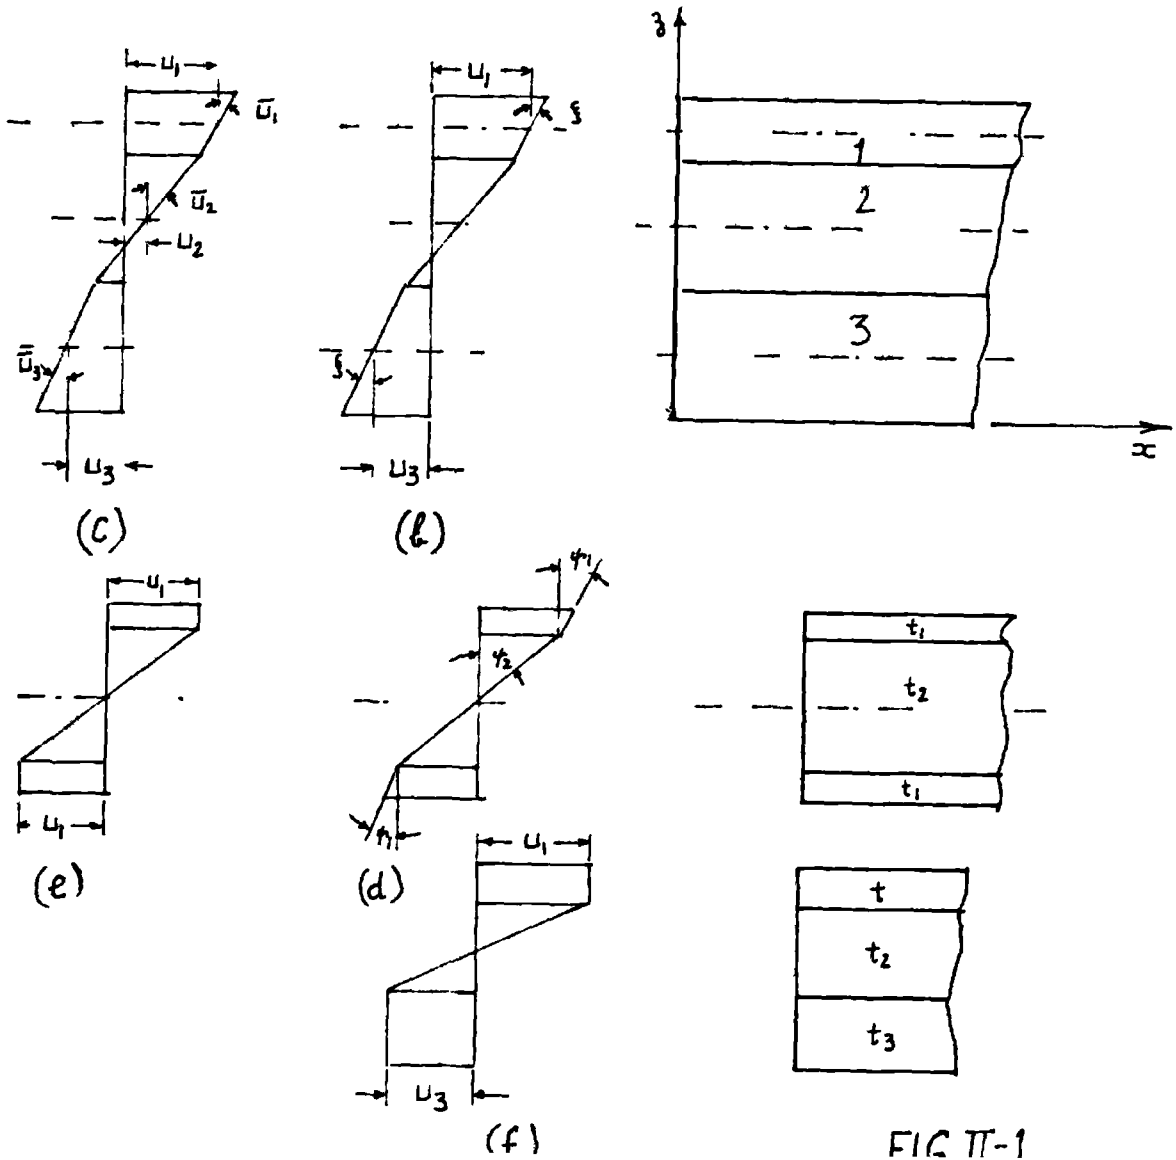 u₁ u₁ z
ū₁ ξ
1
ū₂ 2
u₂
3
ū₃ ξ
u₃ u₃ x
(c) (b)
u₁ ψ₁
t₁
ψ₂ t₂
t₁
u₁ ψ₁
(e) (d) u₁
t
t₂
t₃
u₃
(f) FIG II-1